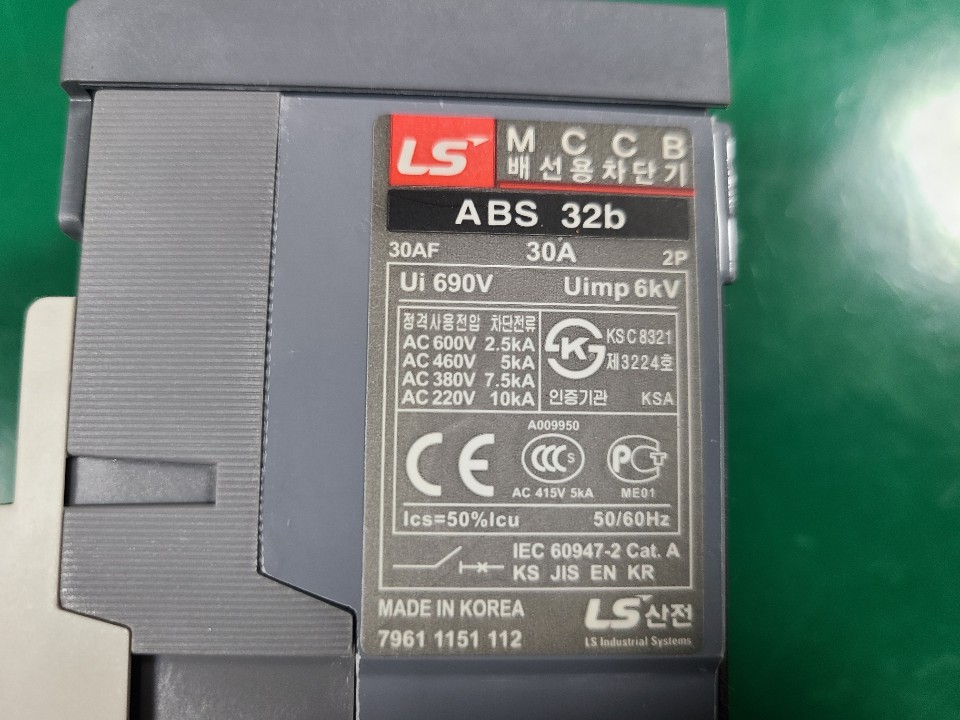 LS
MCCB
배선용차단기
ABS 32b
30AF 30A 2P
Ui 690V Uimp 6kV
정격사용전압 차단전류
AC 600V 2.5kA
AC 460V 5kA
AC 380V 7.5kA
AC 220V 10kA
K
KS C 8321
제3224호
인증기관 KSA
CE
A009950
CCC S
AC 415V 5kA
PCT
ME01
Ics=50%Icu 50/60Hz
IEC 60947-2 Cat. A
KS JIS EN KR
MADE IN KOREA
7961 1151 112
LS산전
LS Industrial Systems